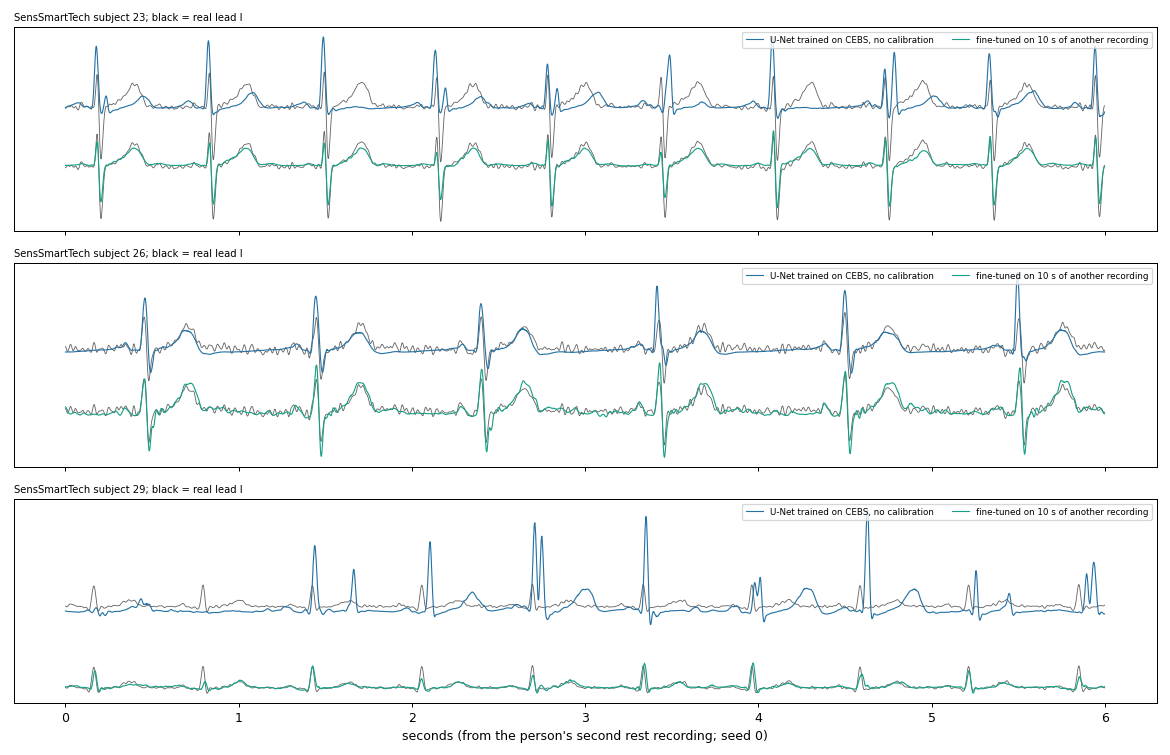 SensSmartTech subject 23; black = real lead I
U-Net trained on CEBS, no calibration fine-tuned on 10 s of another recording
SensSmartTech subject 26; black = real lead I
U-Net trained on CEBS, no calibration fine-tuned on 10 s of another recording
SensSmartTech subject 29; black = real lead I
U-Net trained on CEBS, no calibration fine-tuned on 10 s of another recording
0 1 2 3 4 5 6
seconds (from the person's second rest recording; seed 0)